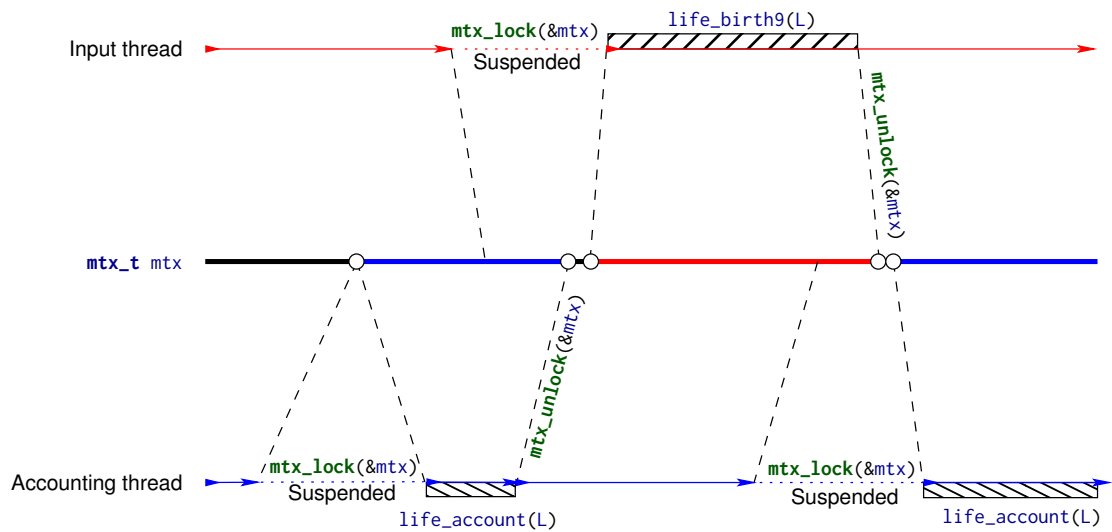 life_birth9(L)
mtx_lock(&mtx)
Input thread
Suspended
mtx_unlock(&mtx)
mtx_t mtx
mtx_unlock(&mtx)
mtx_lock(&mtx)
mtx_lock(&mtx)
Accounting thread
Suspended
Suspended
life_account(L)
life_account(L)